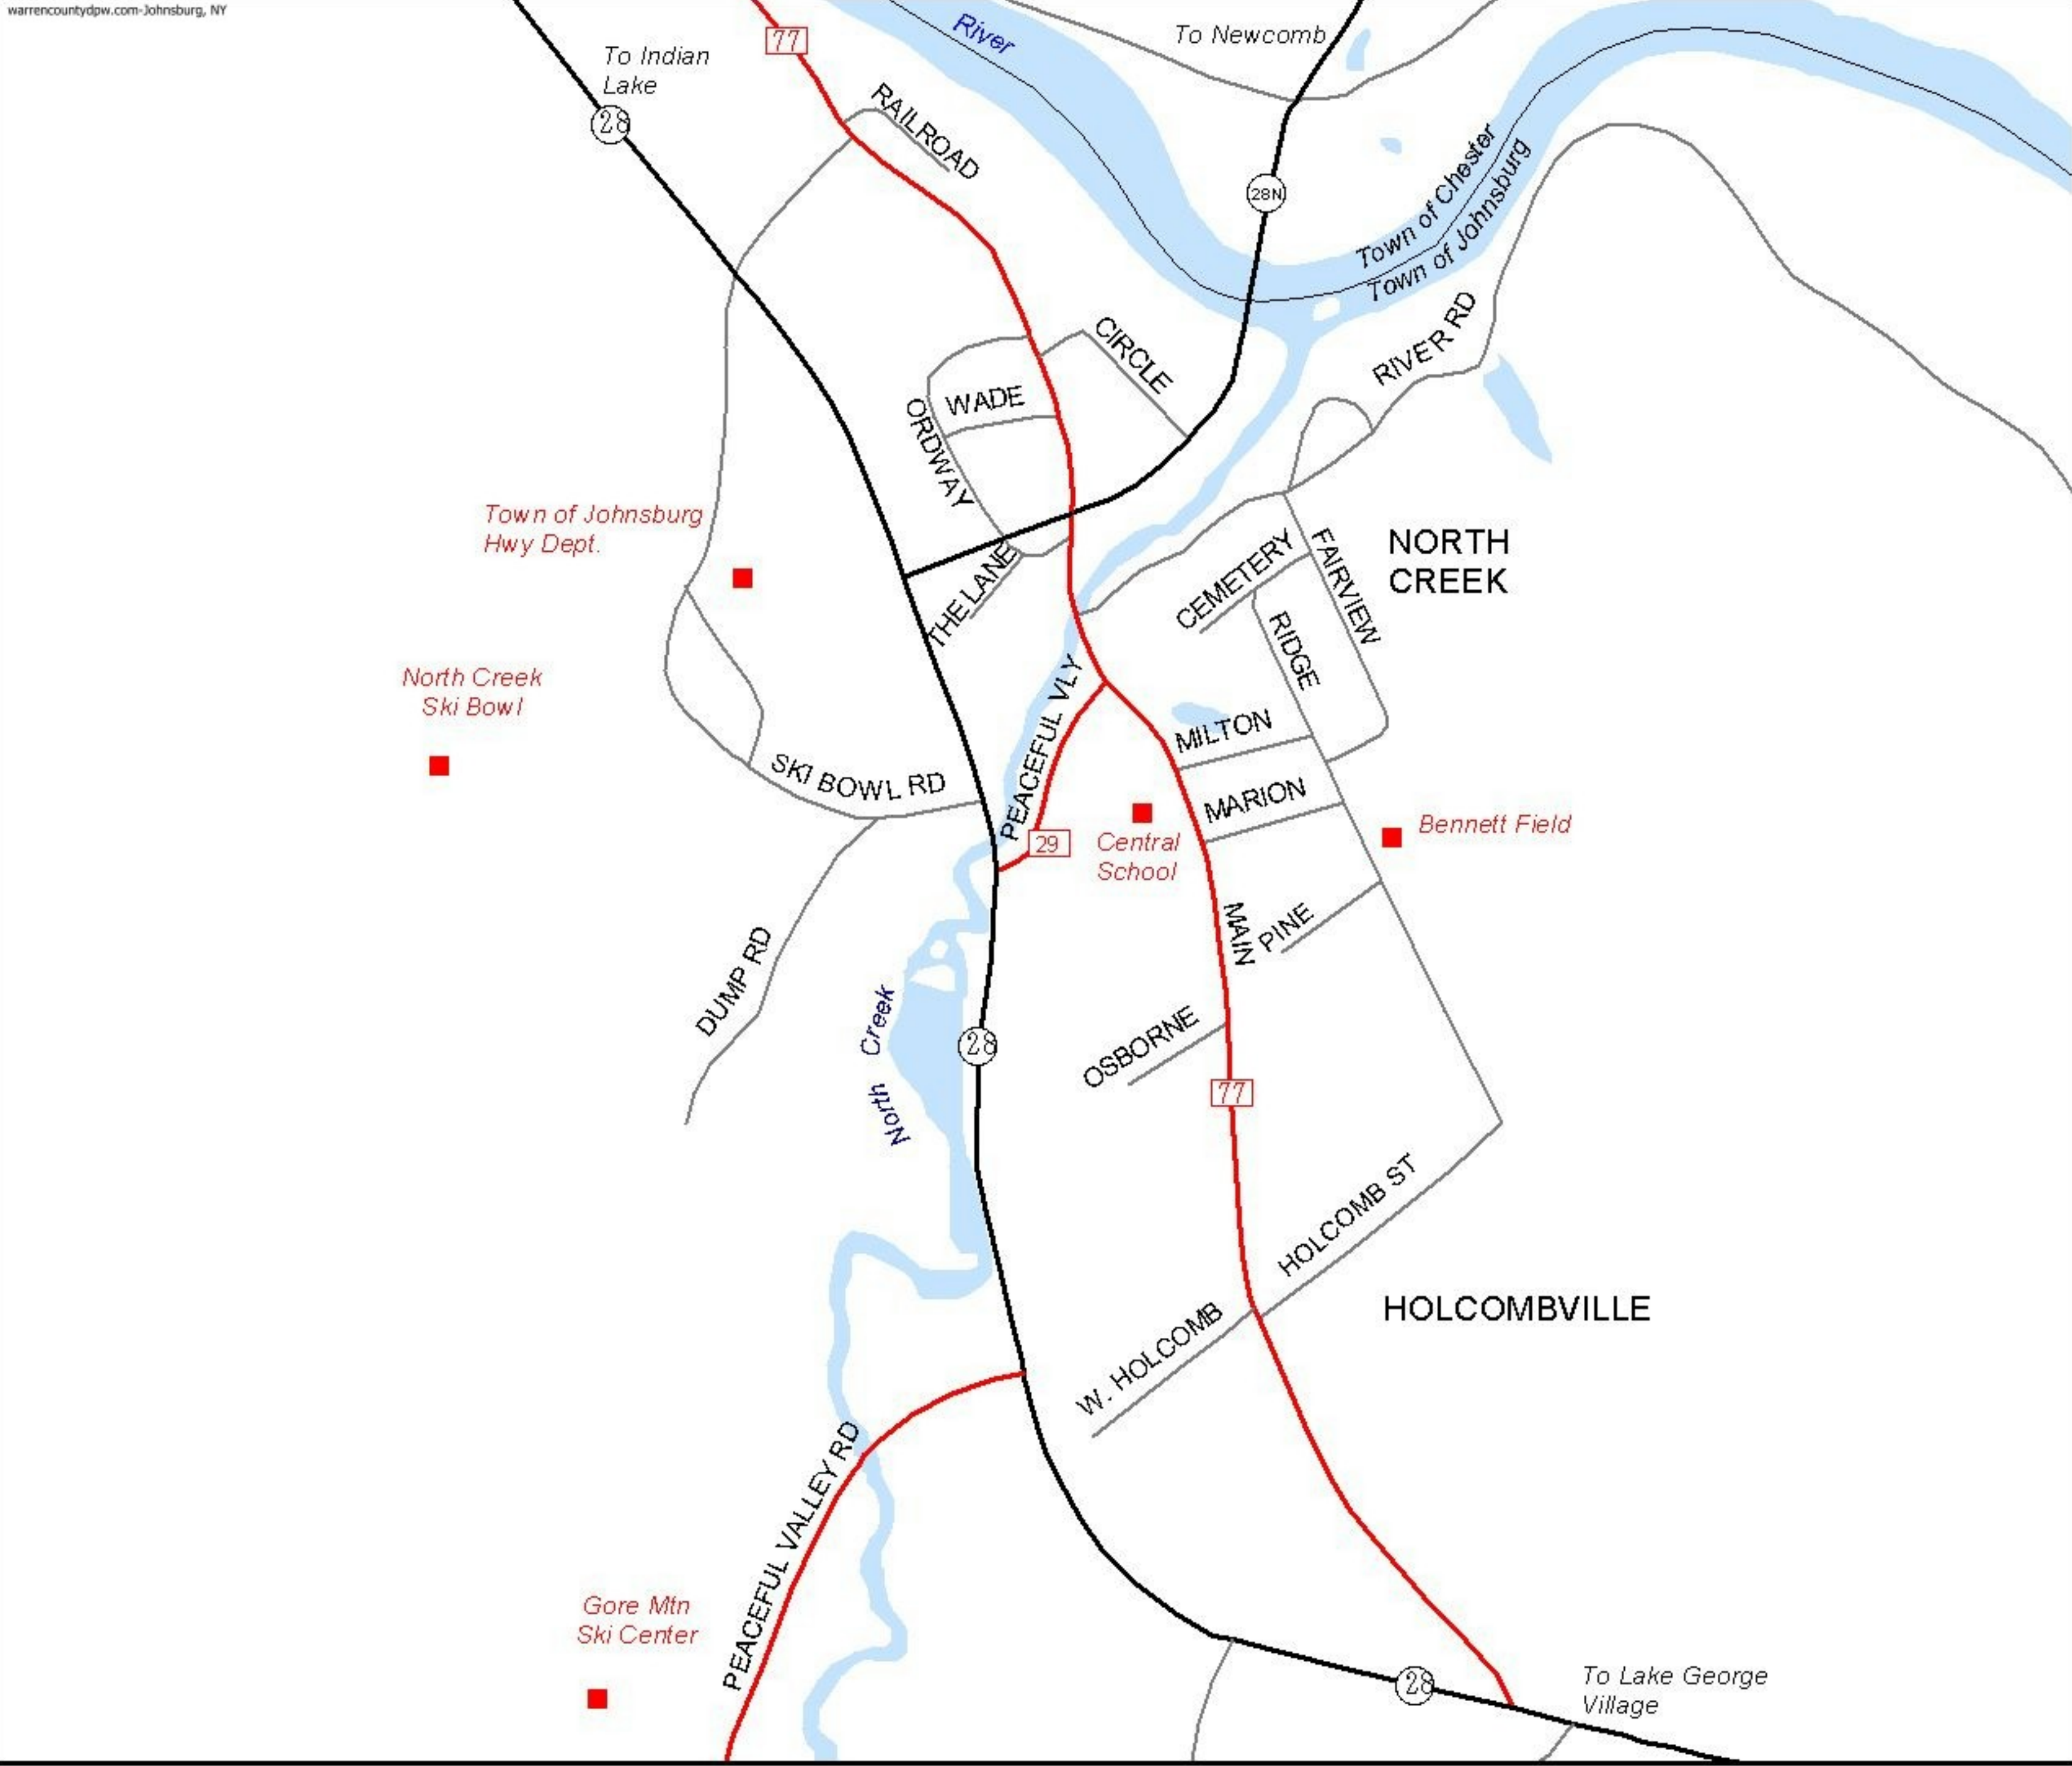 warrencountydpw.com-Johnsburg, NY
77
River
To Newcomb
To Indian
Lake
28
RAILROAD
28N
Town of Chester
Town of Johnsburg
RIVER RD
CIRCLE
WADE
ORDWAY
Town of Johnsburg
Hwy Dept.
THE LANE
CEMETERY
FAIRVIEW
NORTH
CREEK
RIDGE
North Creek
Ski Bowl
PEACEFUL VLY
MILTON
SKI BOWL RD
MARION
29
Central
School
Bennett Field
MAIN
PINE
DUMP RD
North Creek
28
OSBORNE
77
HOLCOMB ST
HOLCOMBVILLE
W. HOLCOMB
PEACEFUL VALLEY RD
Gore Mtn
Ski Center
28
To Lake George
Village